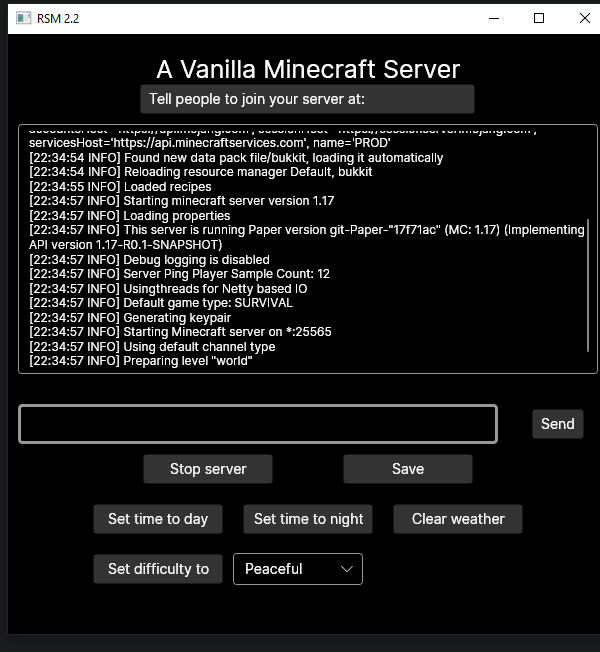 RSM 2.2
A Vanilla Minecraft Server
Tell people to join your server at:
servicesHost='https://api.minecraftservices.com', name='PROD'
[22:34:54 INFO] Found new data pack file/bukkit, loading it automatically
[22:34:54 INFO] Reloading resource manager Default, bukkit
[22:34:55 INFO] Loaded recipes
[22:34:57 INFO] Starting minecraft server version 1.17
[22:34:57 INFO] Loading properties
[22:34:57 INFO] This server is running Paper version git-Paper-"17f71ac" (MC: 1.17) (Implementing
API version 1.17-R0.1-SNAPSHOT)
[22:34:57 INFO] Debug logging is disabled
[22:34:57 INFO] Server Ping Player Sample Count: 12
[22:34:57 INFO] Usingthreads for Netty based IO
[22:34:57 INFO] Default game type: SURVIVAL
[22:34:57 INFO] Generating keypair
[22:34:57 INFO] Starting Minecraft server on *:25565
[22:34:57 INFO] Using default channel type
[22:34:57 INFO] Preparing level "world"
Send
Stop server Save
Set time to day Set time to night Clear weather
Set difficulty to Peaceful